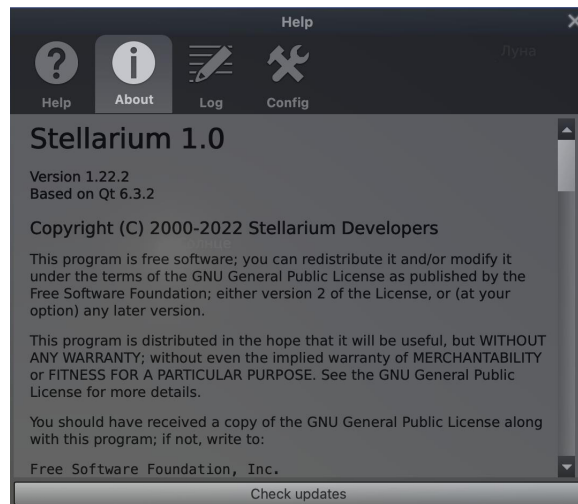 Help
Луна
Help About Log Config
Stellarium 1.0
Version 1.22.2
Based on Qt 6.3.2
Copyright (C) 2000-2022 Stellarium Developers
This program is free software; you can redistribute it and/or modify it
under the terms of the GNU General Public License as published by the
Free Software Foundation; either version 2 of the License, or (at your
option) any later version.
This program is distributed in the hope that it will be useful, but WITHOUT
ANY WARRANTY; without even the implied warranty of MERCHANTABILITY
or FITNESS FOR A PARTICULAR PURPOSE. See the GNU General Public
License for more details.
You should have received a copy of the GNU General Public License along
with this program; if not, write to:
Free Software Foundation, Inc.
Check updates